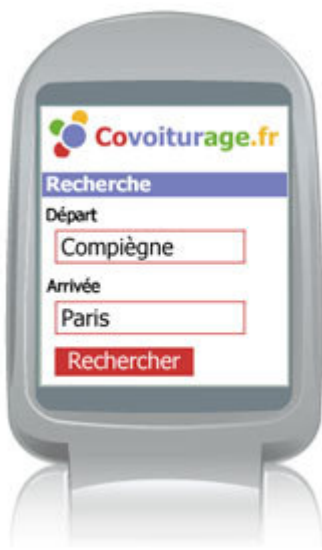 Covoiturage.fr
Recherche
Départ
Compiègne
Arrivée
Paris
Rechercher